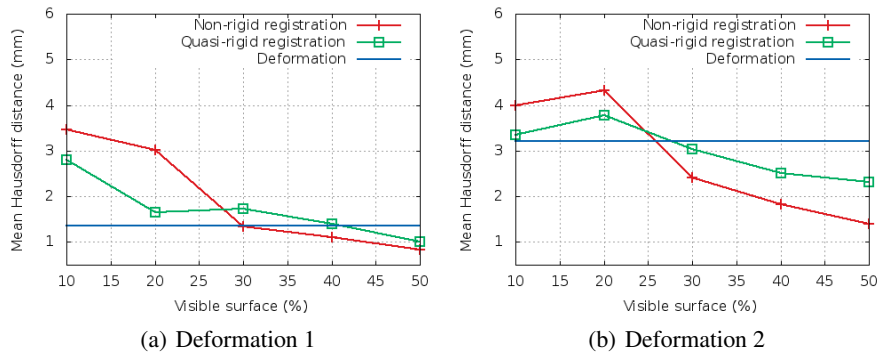 Non-rigid registration
Quasi-rigid registration
Deformation
Mean Hausdorff distance (mm)
6
5
4
3
2
1
10 15 20 25 30 35 40 45 50
Visible surface (%)
(a) Deformation 1
Non-rigid registration
Quasi-rigid registration
Deformation
Mean Hausdorff distance (mm)
6
5
4
3
2
1
10 15 20 25 30 35 40 45 50
Visible surface (%)
(b) Deformation 2